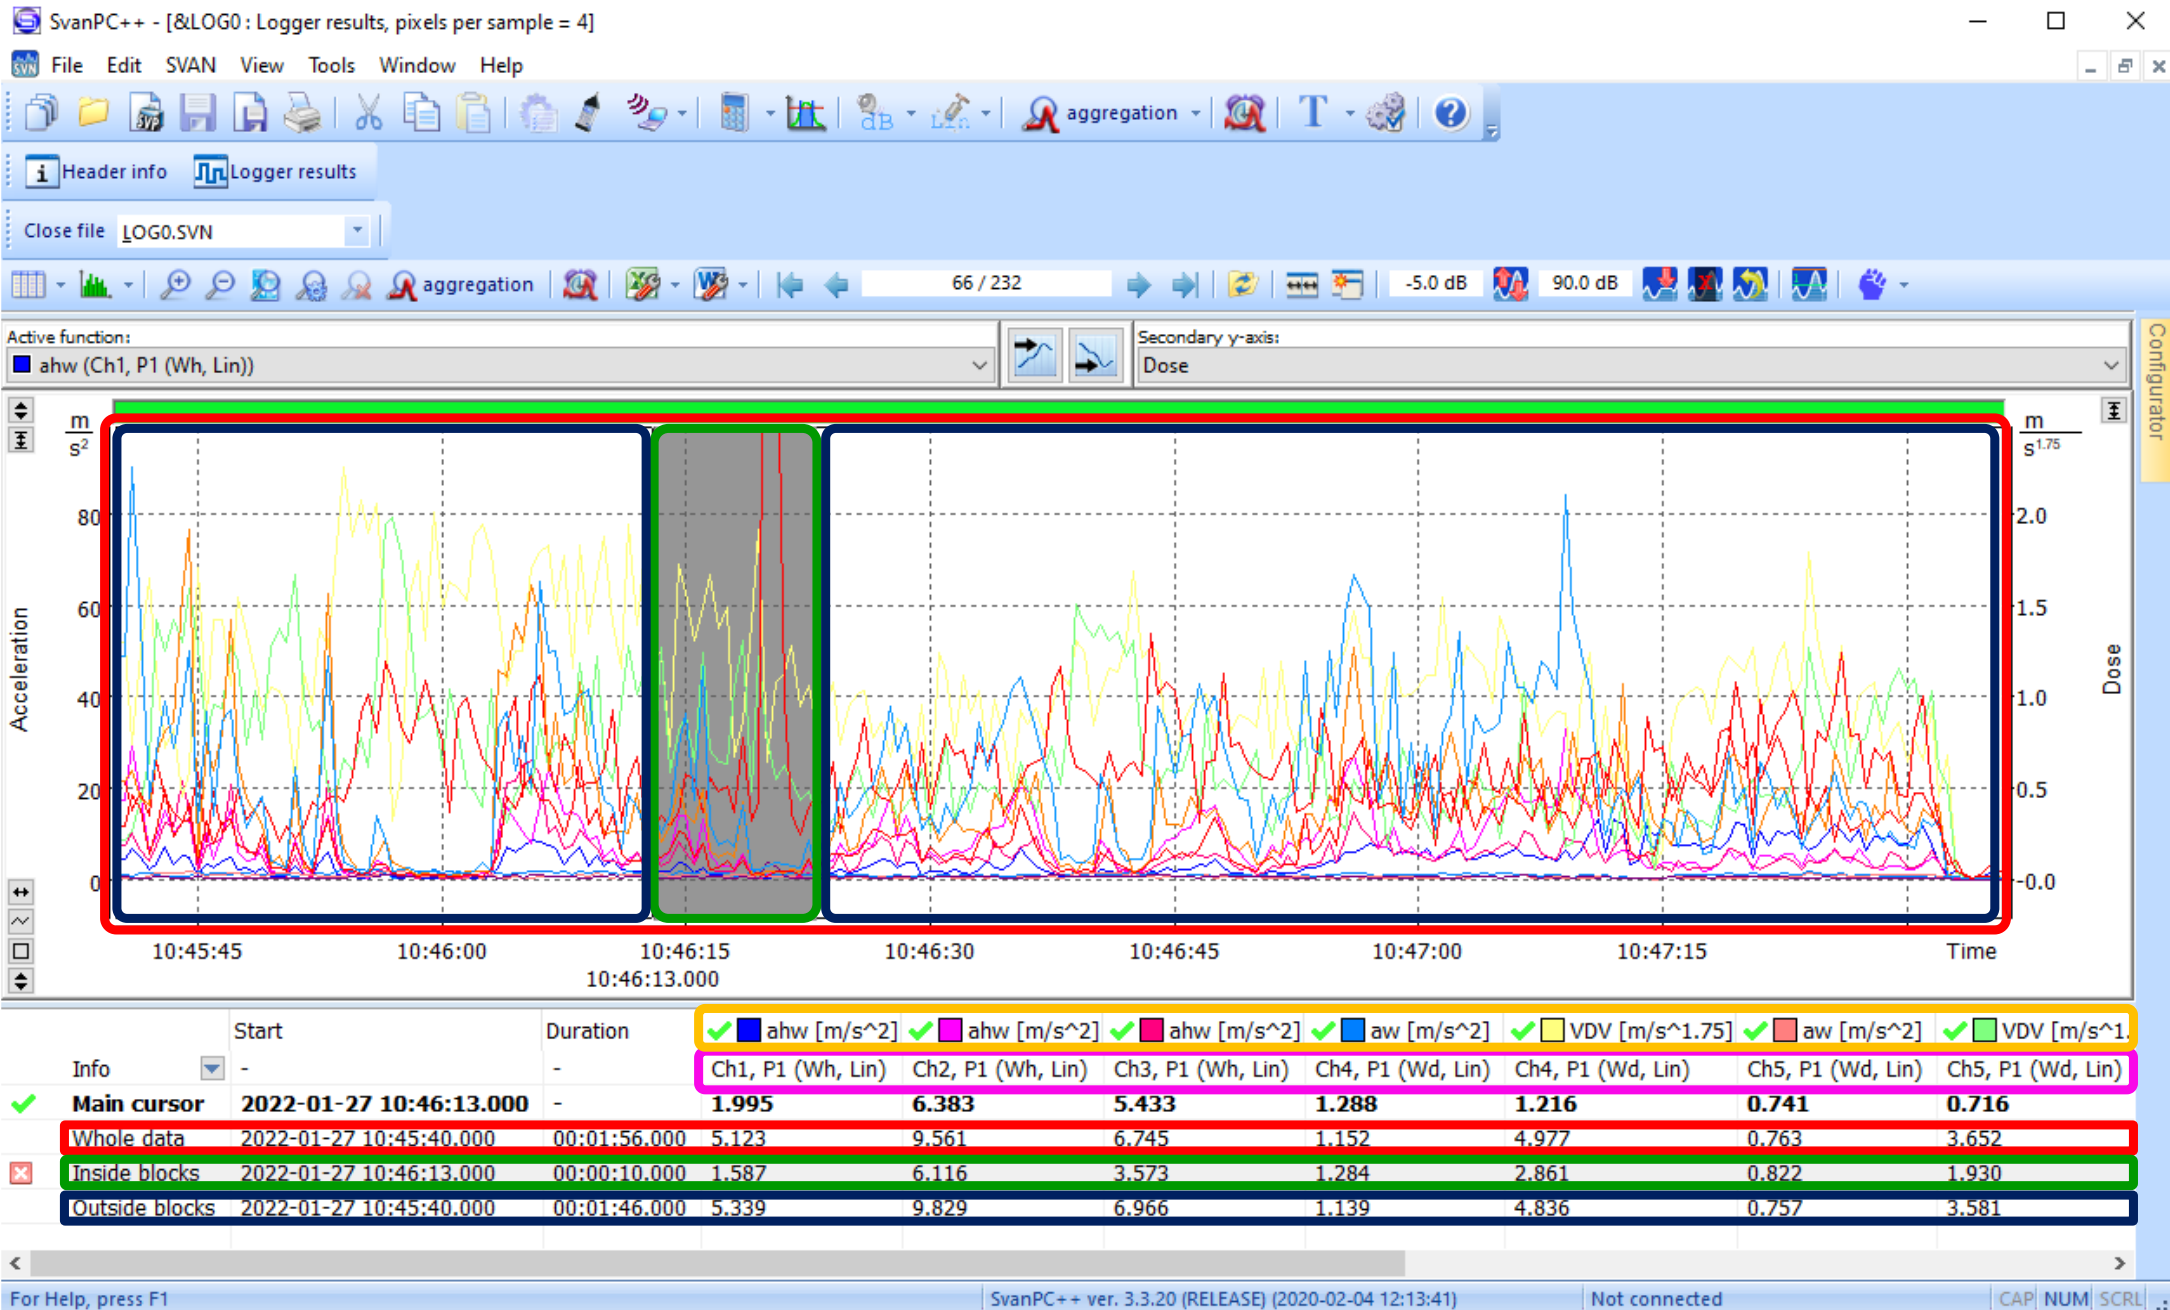 SvanPC++ - [&LOG0 : Logger results, pixels per sample = 4]
File Edit SVAN View Tools Window Help
aggregation
Header info Logger results
Close file LOG0.SVN
aggregation 66 / 232 -5.0 dB 90.0 dB
Active function: Secondary y-axis:
ahw (Ch1, P1 (Wh, Lin)) Dose
Configurator
m
s2
m
s1.75
80 2.0
60 1.5
40 1.0
20 0.5
0 -0.0
Acceleration
Dose
10:45:45 10:46:00 10:46:15 10:46:30 10:46:45 10:47:00 10:47:15 Time
10:46:13.000
Start Duration ahw [m/s^2] ahw [m/s^2] ahw [m/s^2] aw [m/s^2] VDV [m/s^1.75] aw [m/s^2] VDV [m/s^1.
Info - - Ch1, P1 (Wh, Lin) Ch2, P1 (Wh, Lin) Ch3, P1 (Wh, Lin) Ch4, P1 (Wd, Lin) Ch4, P1 (Wd, Lin) Ch5, P1 (Wd, Lin) Ch5, P1 (Wd, Lin)
Main cursor 2022-01-27 10:46:13.000 - 1.995 6.383 5.433 1.288 1.216 0.741 0.716
Whole data 2022-01-27 10:45:40.000 00:01:56.000 5.123 9.561 6.745 1.152 4.977 0.763 3.652
Inside blocks 2022-01-27 10:46:13.000 00:00:10.000 1.587 6.116 3.573 1.284 2.861 0.822 1.930
Outside blocks 2022-01-27 10:45:40.000 00:01:46.000 5.339 9.829 6.966 1.139 4.836 0.757 3.581
For Help, press F1 SvanPC++ ver. 3.3.20 (RELEASE) (2020-02-04 12:13:41) Not connected CAP NUM SCRL